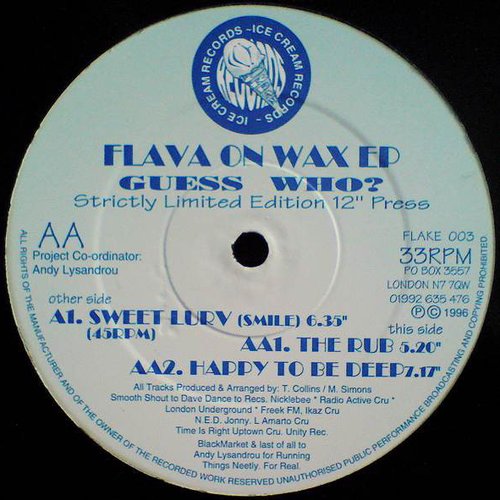 ICE CREAM RECORDS ~ ICE CREAM RECORDS ~
RECORDS
FLAVA ON WAX EP
GUESS WHO?
Strictly Limited Edition 12" Press
AA
Project Co-ordinator:
Andy Lysandrou
FLAKE 003
33RPM
PO BOX 3557
LONDON N7 7QW
01992 635 476
Ⓟ © 1996
other side
A1. SWEET LURV (SMILE) 6.35"
(45RPM)
this side
AA1. THE RUB 5.20"
AA2. HAPPY TO BE DEEP 7.17"
All Tracks Produced & Arranged by: T. Collins / M. Simons
Smooth Shout to Dave Dance to Recs. Nicklebee * Radio Active Cru *
London Underground * Freek FM, Ikaz Cru
N.E.D. Jonny. L Amarto Cru
Time Is Right Uptown Cru. Unity Rec.
BlackMarket & last of all to
Andy Lysandrou for Running
Things Neetly. For Real.
ALL RIGHTS OF THE MANUFACTURER AND OF THE OWNER OF THE RECORDED WORK RESERVED UNAUTHORISED PUBLIC PERFORMANCE BROADCASTING AND COPYING PROHIBITED